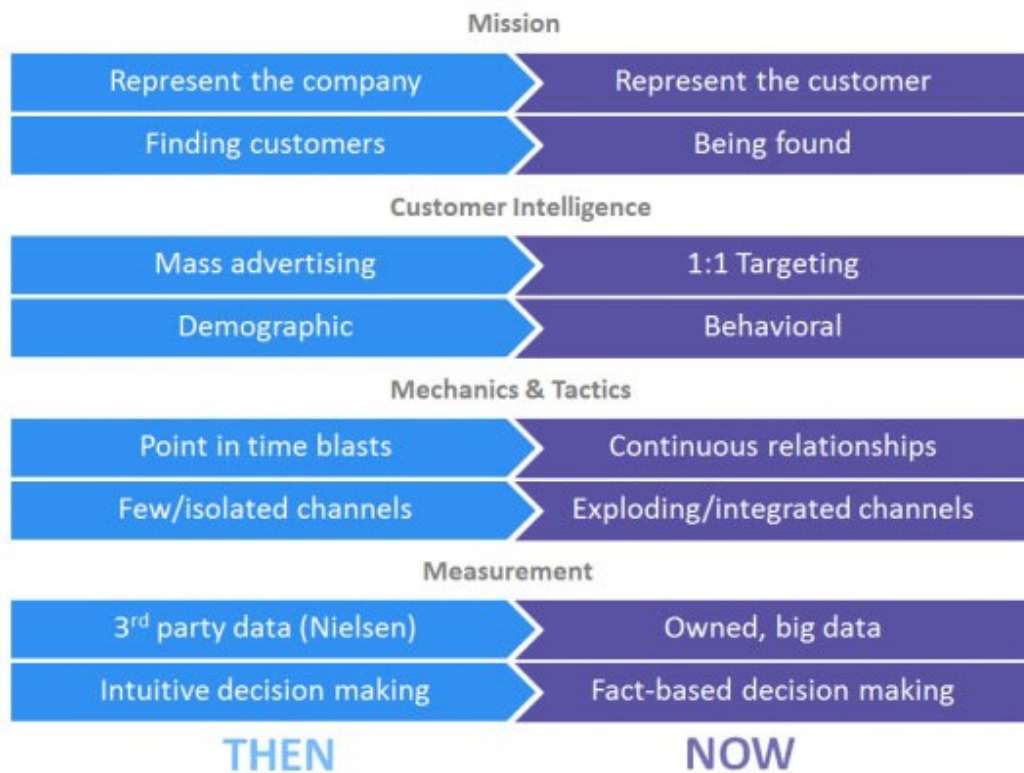 Mission
Represent the company
Represent the customer
Finding customers
Being found
Customer Intelligence
Mass advertising
1:1 Targeting
Demographic
Behavioral
Mechanics & Tactics
Point in time blasts
Continuous relationships
Few/isolated channels
Exploding/integrated channels
Measurement
3rd party data (Nielsen)
Owned, big data
Intuitive decision making
Fact-based decision making
THEN
NOW